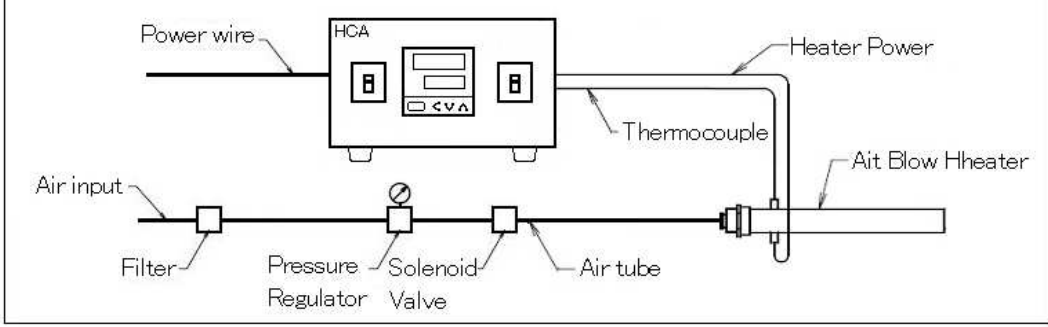 Power wire
HCA
Heater Power
Thermocouple
Ait Blow Hheater
Air input
Filter
Pressure
Regulator
Solenoid
Valve
Air tube